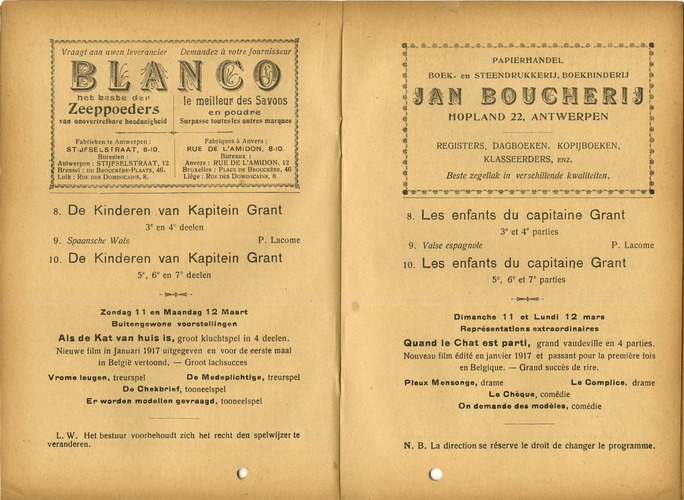 Vraagt aan uwen leverancier
Demandez à votre fournisseur
BLANCO
het beste der
Zeeppoeders
van onovertrefbare hoedanigheid
le meilleur des Savons
en poudre
Surpasse toutes les autres marques
Fabrieken te Antwerpen :
STIJFSELSTRAAT, 8-10.
Bureelen :
Antwerpen : STIJFSELSTRAAT, 12
Brussel : DE BROUCKÈRE-PLAATS, 46
Luik : RUE DES DOMINICAINS, 8.
Fabriques à Anvers :
RUE DE L'AMIDON, 8-10.
Bureaux :
Anvers : RUE DE L'AMIDON, 12
Bruxelles : PLACE DE BROUCKÈRE, 46
Liège : RUE DES DOMINICAINS, 8.
8. De Kinderen van Kapitein Grant
3e en 4e deelen
9. Spaansche Wals P. Lacome
10. De Kinderen van Kapitein Grant
5e, 6e en 7e deelen
Zondag 11 en Maandag 12 Maart
Buitengewone voorstellingen
Als de Kat van huis is, groot kluchtspel in 4 deelen.
Nieuwe film in Januari 1917 uitgegeven en voor de eerste maal
in België vertoond. — Groot lachsucces
Vrome leugen, treurspel De Medeplichtige, treurspel
De Chekbrief, tooneelspel
Er worden modellen gevraagd, tooneelspel
L. W. Het bestuur voorbehoudt zich het recht den spelwijzer te
veranderen.
PAPIERHANDEL
BOEK- EN STEENDRUKKERIJ, BOEKBINDERIJ
JAN BOUCHERIJ
HOPLAND 22, ANTWERPEN
REGISTERS, DAGBOEKEN, KOPIJBOEKEN,
KLASSEERDERS, ENZ.
Beste zegellak in verschillende kwaliteiten.
8. Les enfants du capitaine Grant
3e et 4e parties
9. Valse espagnole P. Lacome
10. Les enfants du capitaine Grant
5e, 6e et 7e parties
Dimanche 11 et Lundi 12 mars
Représentations extraordinaires
Quand le Chat est parti, grand vaudeville en 4 parties.
Nouveau film édité en janvier 1917 et passant pour la première fois
en Belgique. — Grand succès de rire.
Pieux Mensonge, drame Le Complice, drame
Le Chèque, comédie
On demande des modèles, comédie
N. B. La direction se réserve le droit de changer le programme.